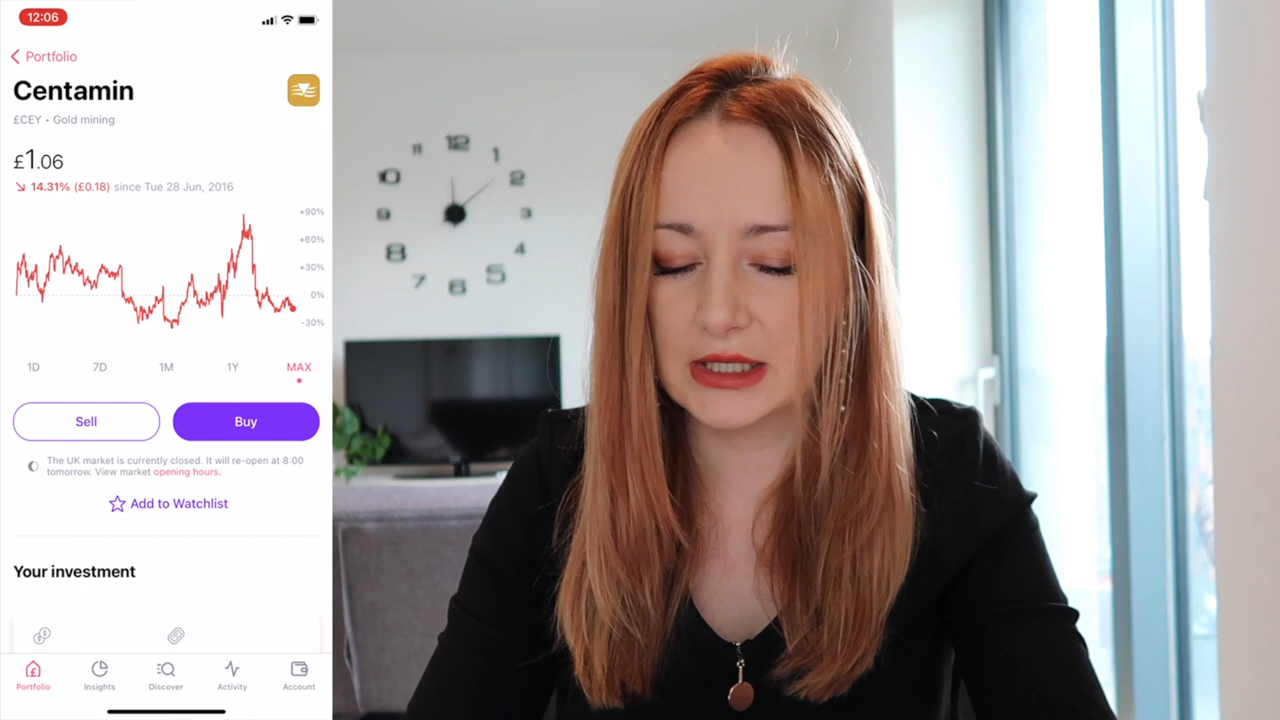 12:06
Portfolio
Centamin
£CEY • Gold mining
£1.06
↘ 14.31% (£0.18) since Tue 28 Jun, 2016
+90%
+60%
+30%
0%
-30%
1D 7D 1M 1Y MAX
Sell Buy
The UK market is currently closed. It will re-open at 8:00
tomorrow. View market opening hours.
Add to Watchlist
Your investment
Portfolio Insights Discover Activity Account
12
11 1
10 2
9 3
8 4
7 5
6